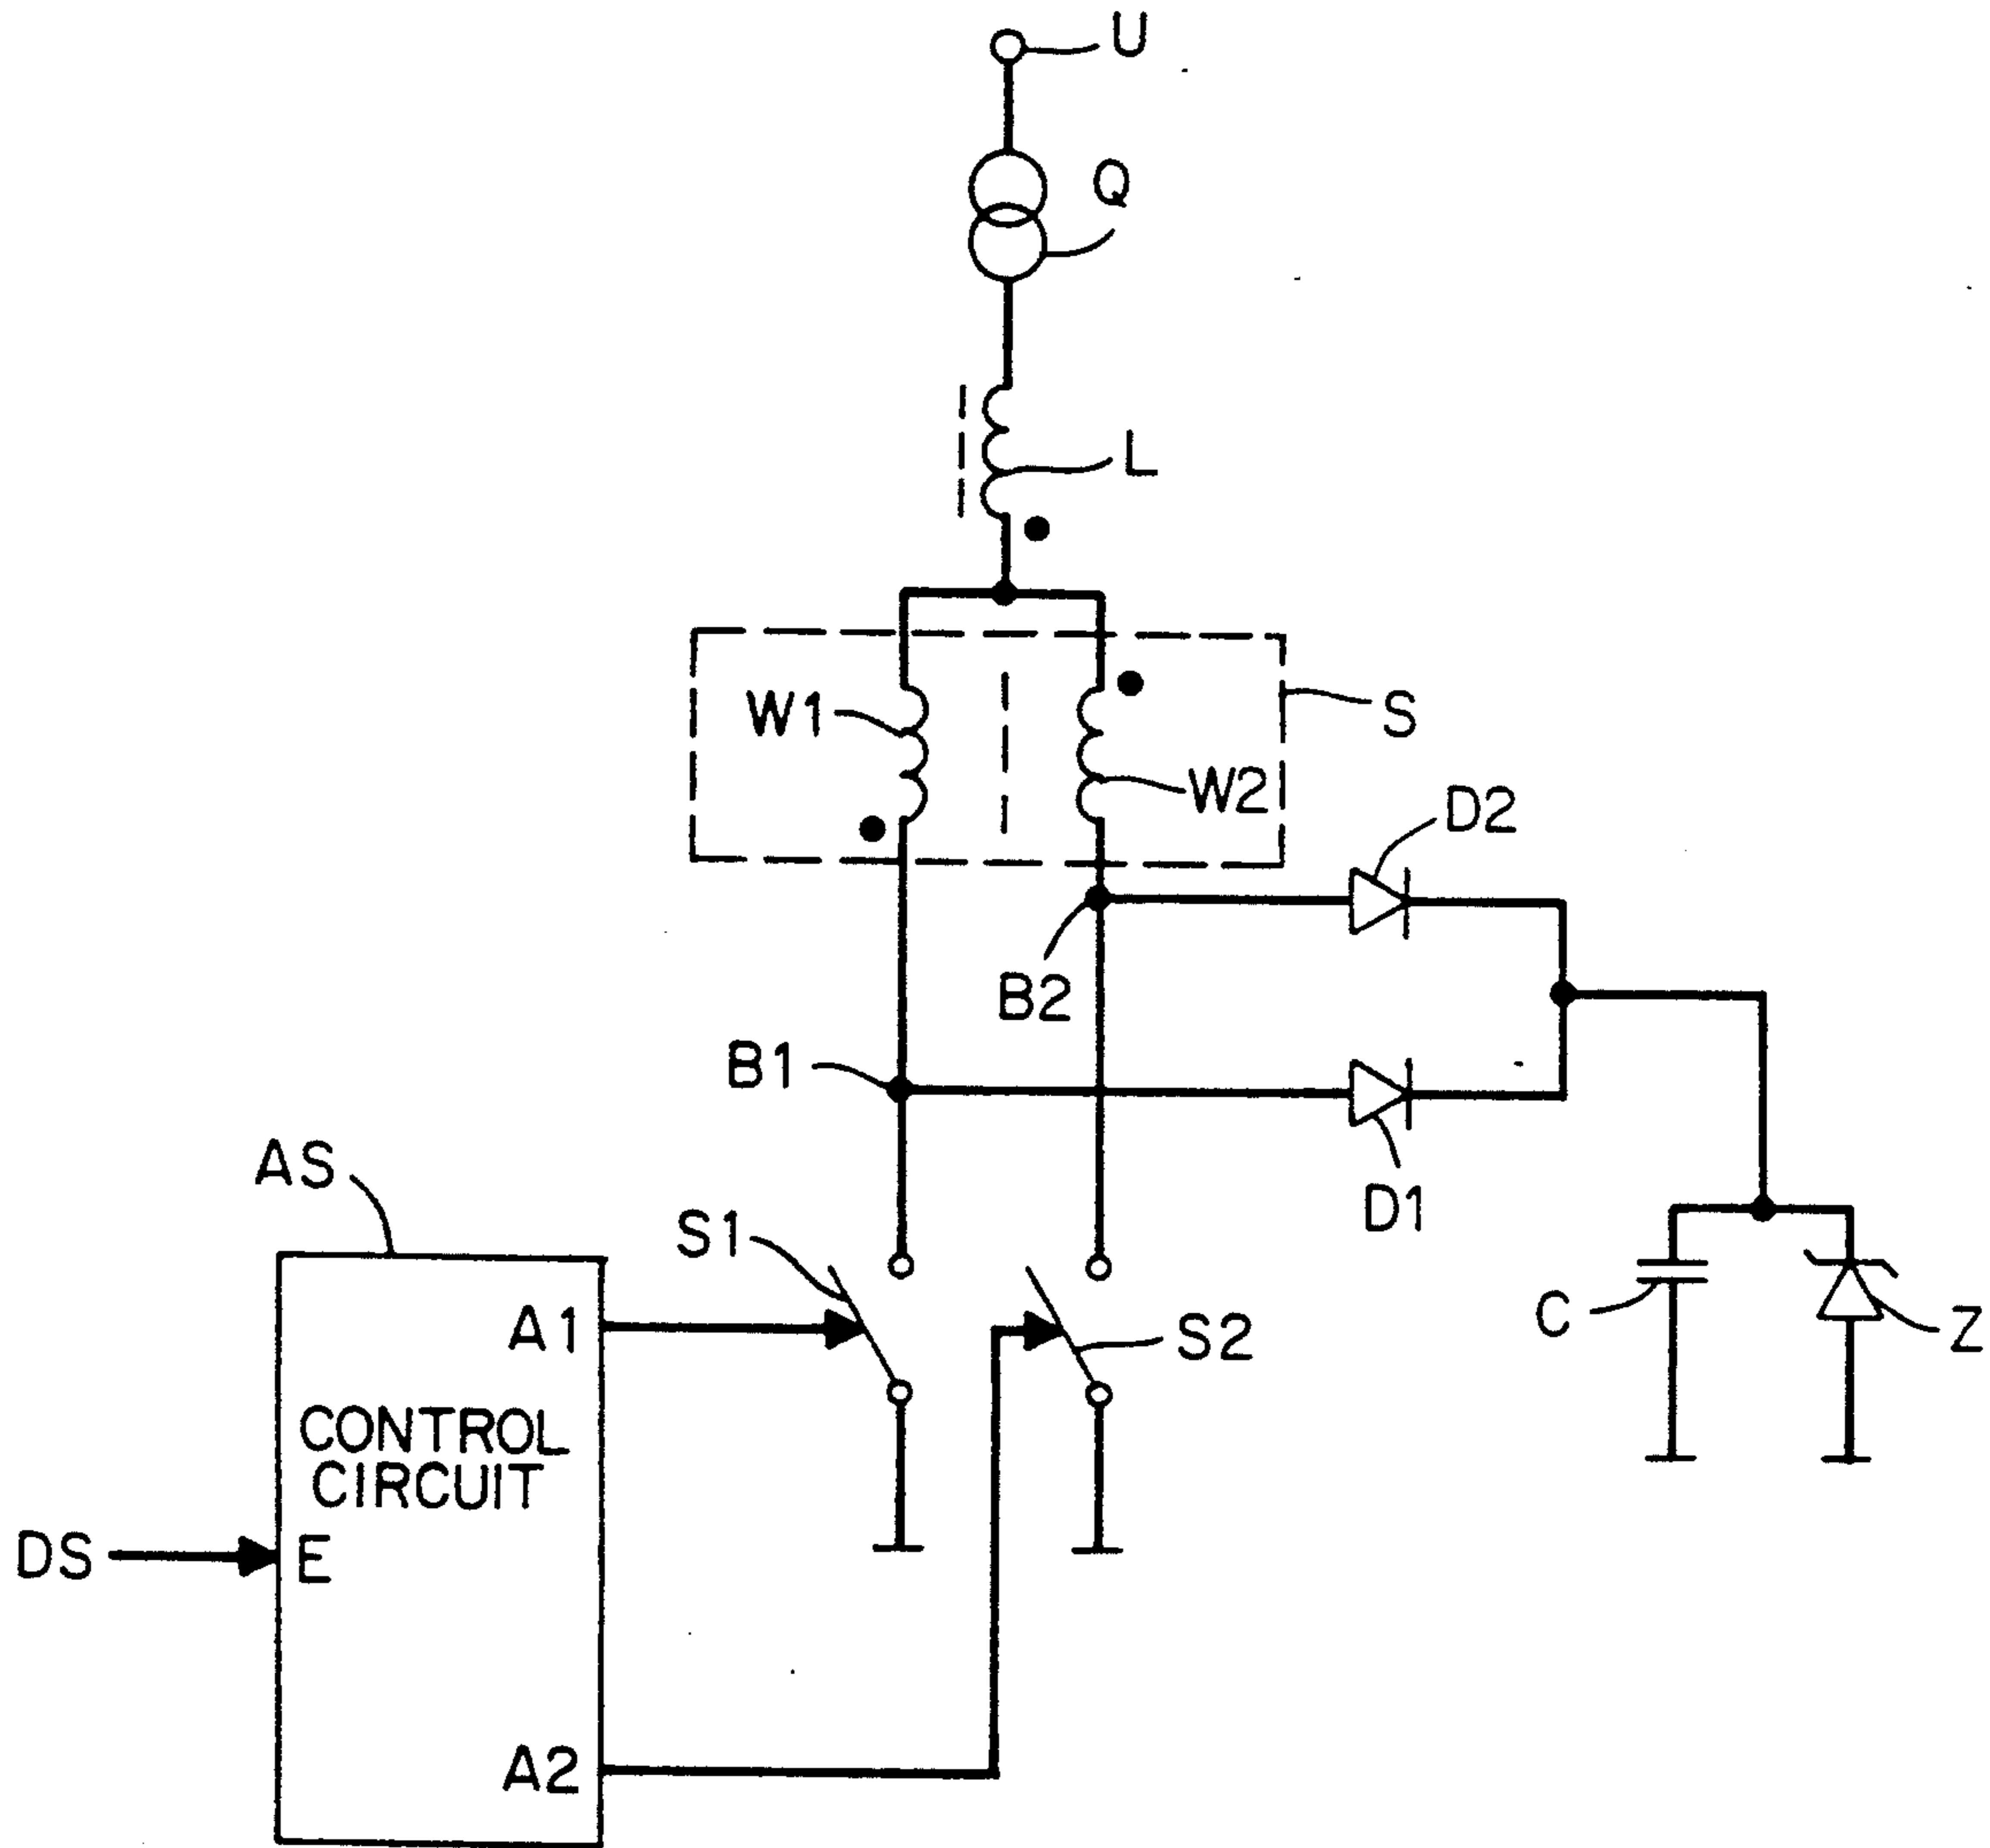 U
Q
L
W1
S
W2
D2
B2
B1
D1
AS
S1
A1
S2
C
Z
CONTROL
CIRCUIT
DS
E
A2